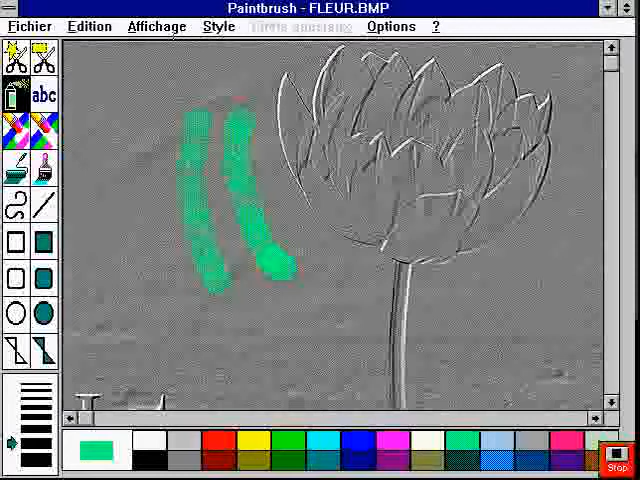 Paintbrush - FLEUR.BMP
Fichier Edition Affichage Style Options ?
abc
Stop